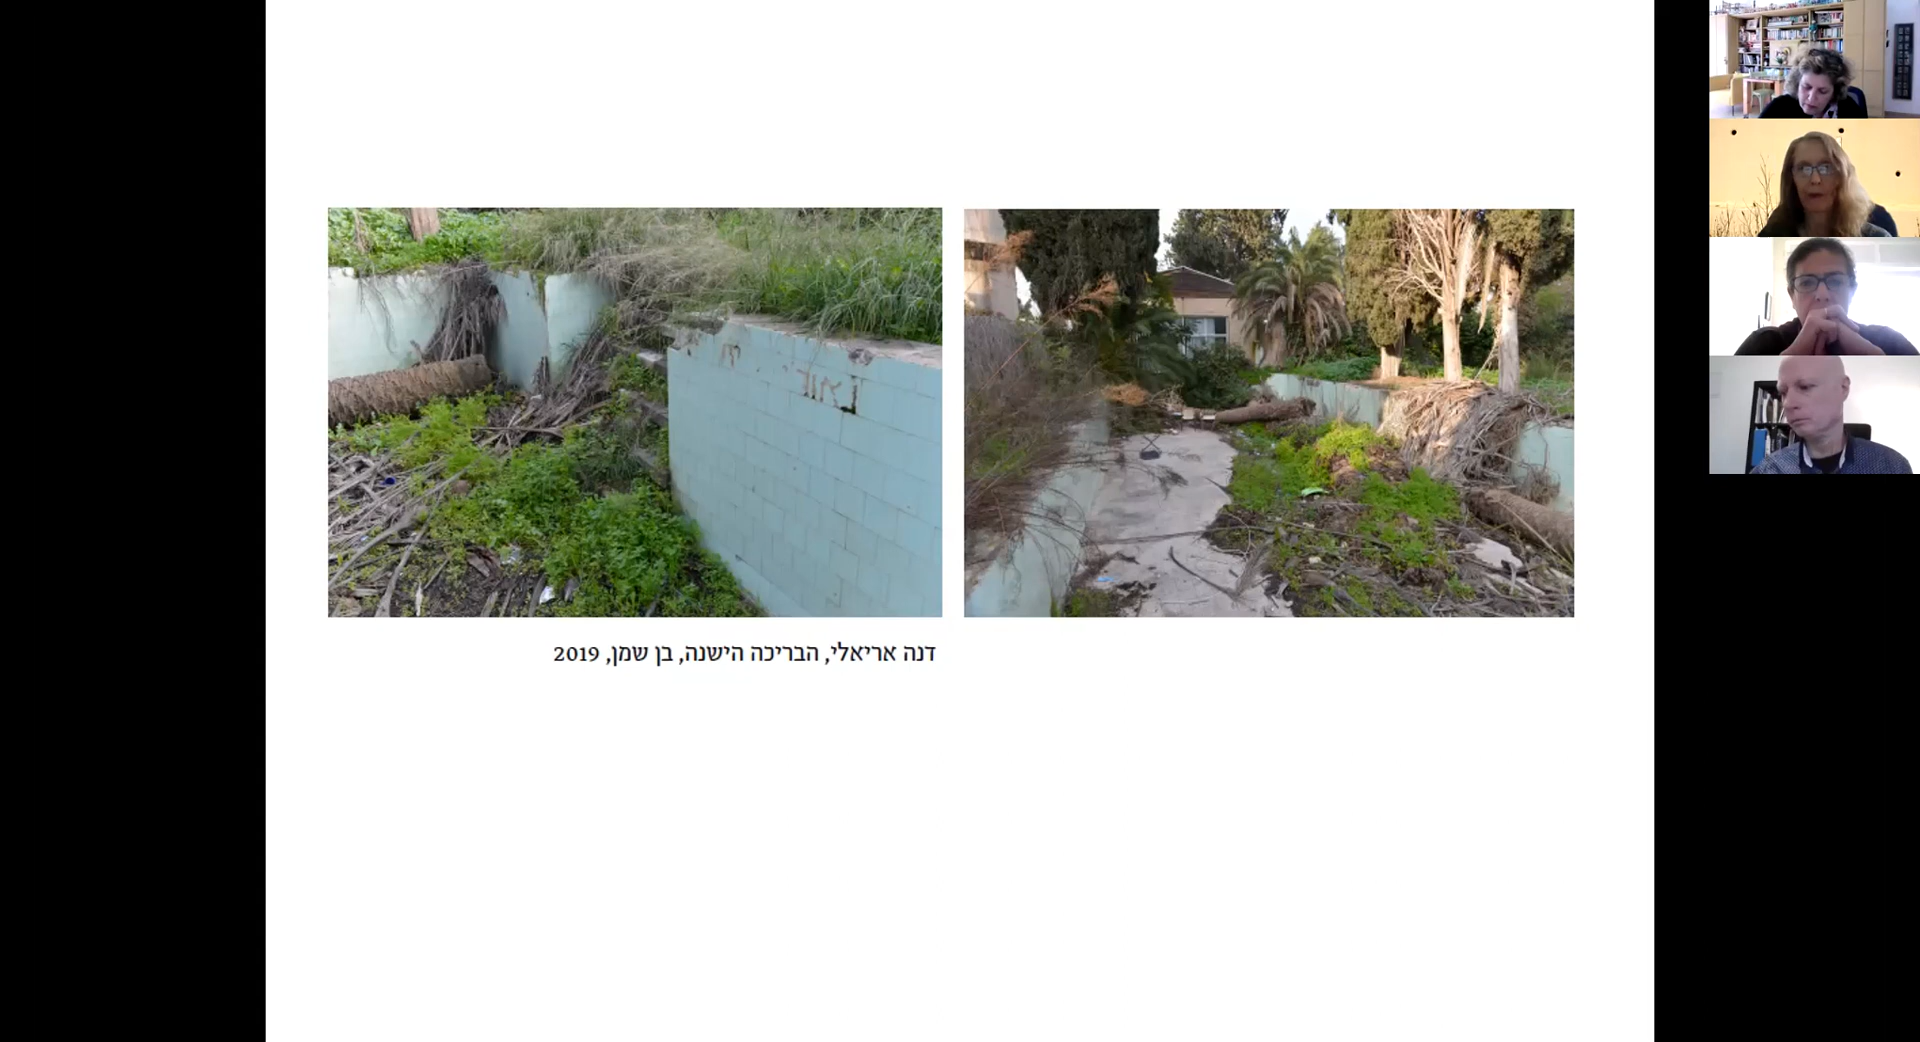 דנה אריאלי, הבריכה הישנה, בן שמן, 2019